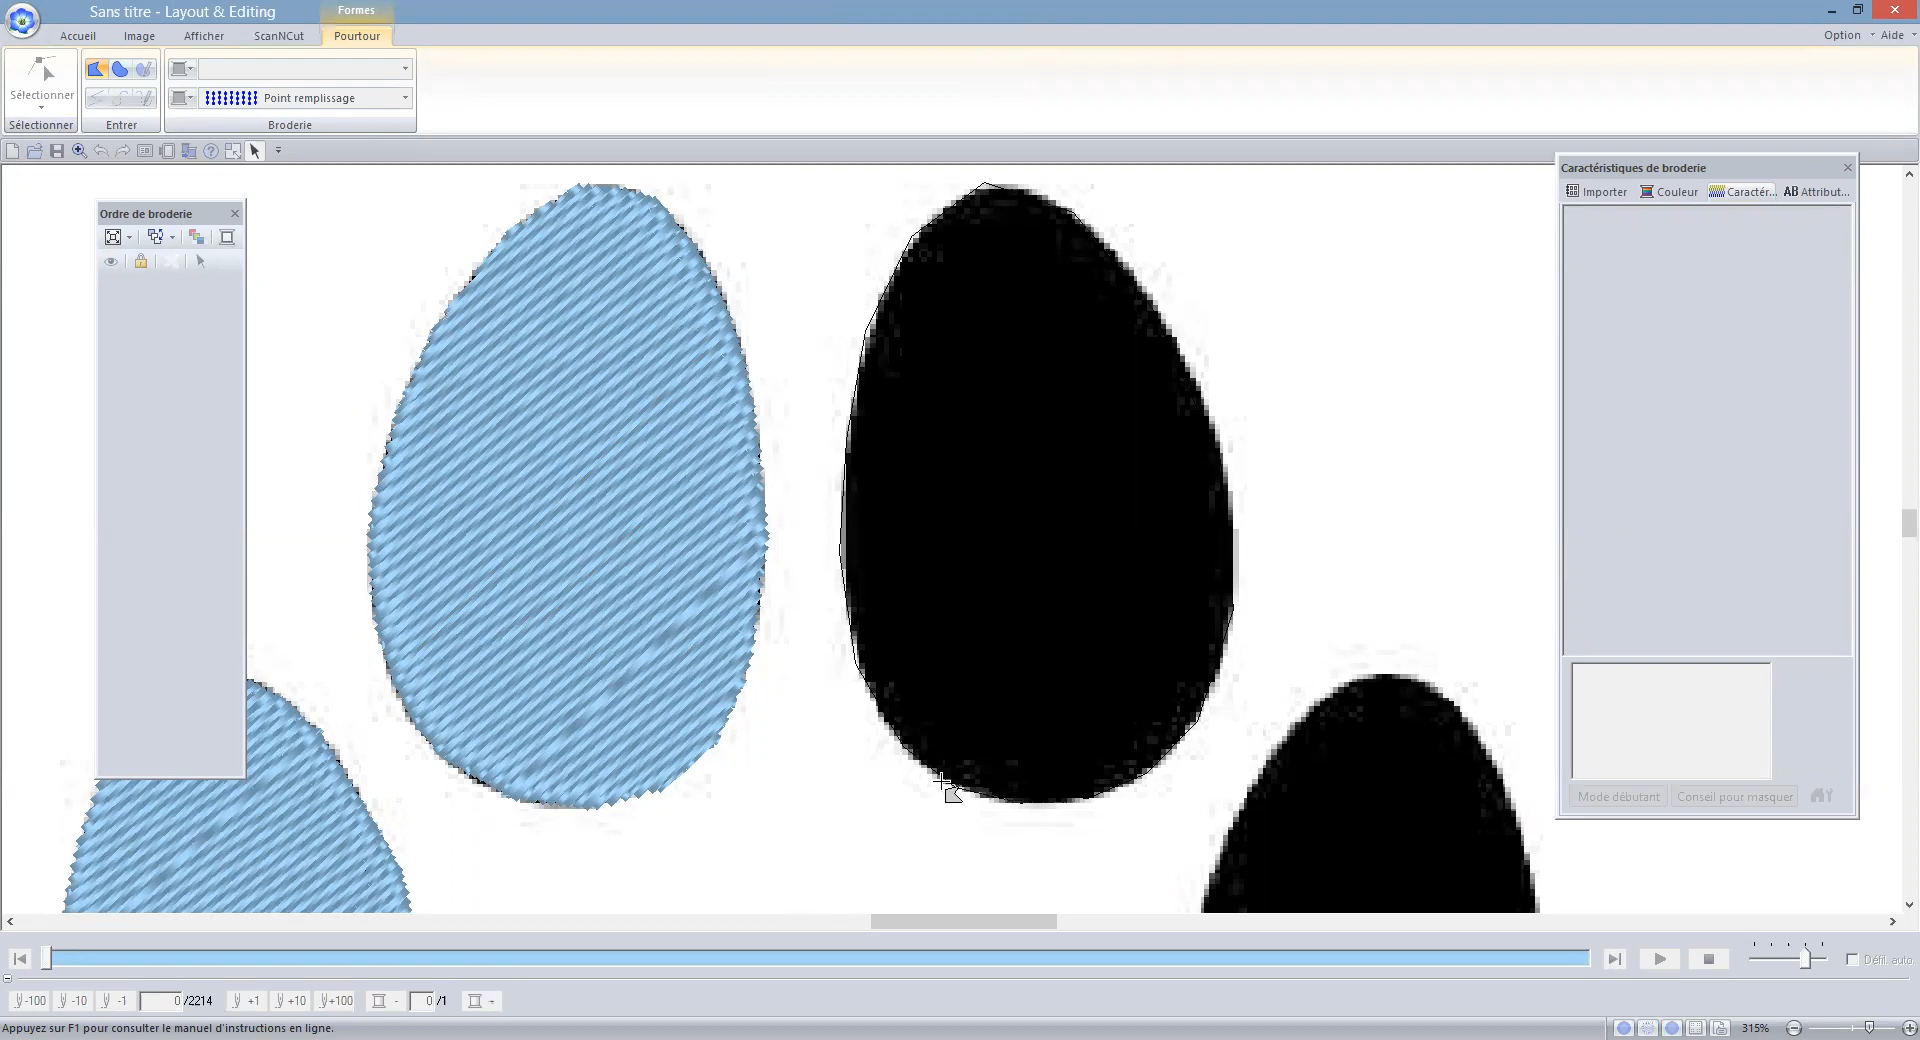 Sans titre - Layout & Editing
Formes
Accueil
Image
Afficher
ScanNCut
Pourtour
Option
Aide
Sélectionner
Point remplissage
Sélectionner
Entrer
Broderie
Caractéristiques de broderie
Importer
Couleur
Caractér...
AB Attribut...
Ordre de broderie
Mode débutant
Conseil pour masquer
Défil. auto.
-100
-10
-1
0 /2214
+1
+10
+100
-
0 /1
+
Appuyez sur F1 pour consulter le manuel d'instructions en ligne.
315%